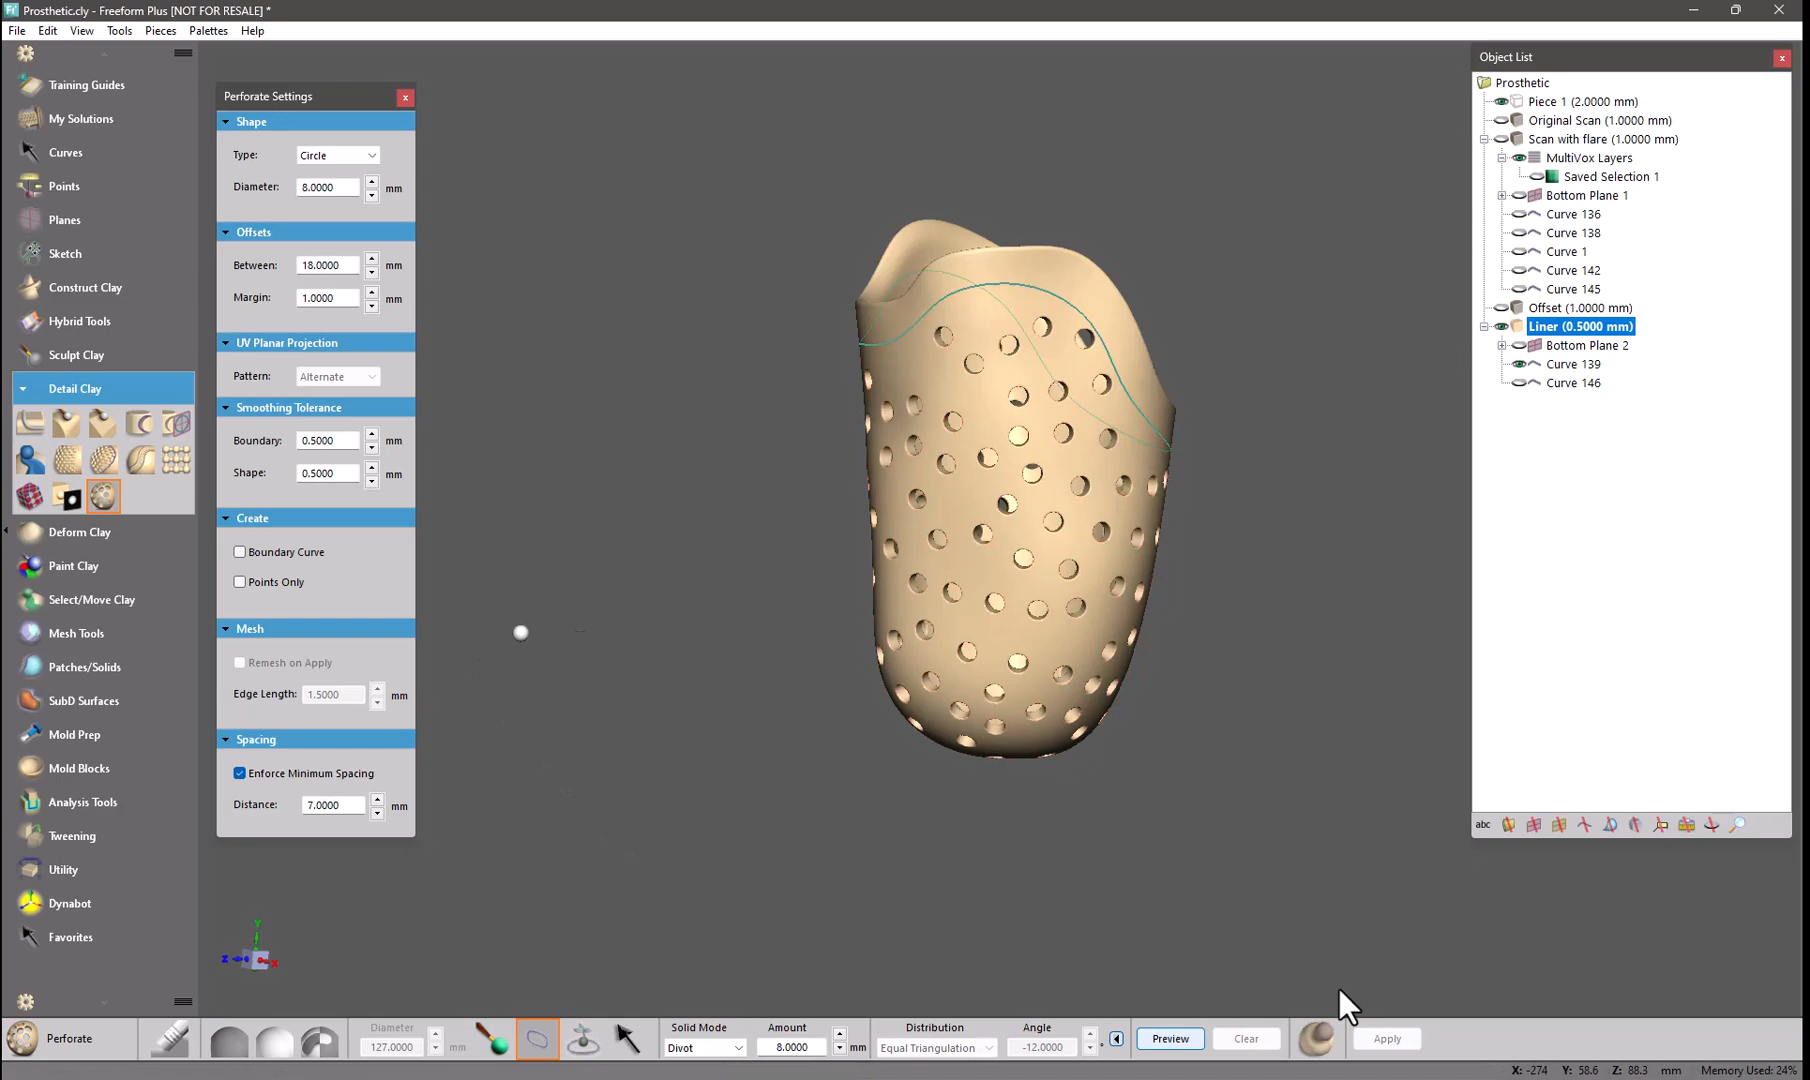 Prosthetic.cly - Freeform Plus [NOT FOR RESALE] *
File Edit View Tools Pieces Palettes Help
Training Guides
My Solutions
Curves
Points
Planes
Sketch
Construct Clay
Hybrid Tools
Sculpt Clay
Detail Clay
Deform Clay
Paint Clay
Select/Move Clay
Mesh Tools
Patches/Solids
SubD Surfaces
Mold Prep
Mold Blocks
Analysis Tools
Tweening
Utility
Dynabot
Favorites
Perforate Settings
Shape
Type: Circle
Diameter: 8.0000 mm
Offsets
Between: 18.0000 mm
Margin: 1.0000 mm
UV Planar Projection
Pattern: Alternate
Smoothing Tolerance
Boundary: 0.5000 mm
Shape: 0.5000 mm
Create
Boundary Curve
Points Only
Mesh
Remesh on Apply
Edge Length: 1.5000 mm
Spacing
Enforce Minimum Spacing
Distance: 7.0000 mm
Y
Z X
Object List
Prosthetic
Piece 1 (2.0000 mm)
Original Scan (1.0000 mm)
Scan with flare (1.0000 mm)
MultiVox Layers
Saved Selection 1
Bottom Plane 1
Curve 136
Curve 138
Curve 1
Curve 142
Curve 145
Offset (1.0000 mm)
Liner (0.5000 mm)
Bottom Plane 2
Curve 139
Curve 146
abc
Perforate
Diameter
127.0000 mm
Solid Mode
Divot
Amount
8.0000 mm
Distribution
Equal Triangulation
Angle
-12.0000 °
Preview Clear Apply
X: -274 Y: 58.6 Z: 88.3 mm Memory Used: 24%